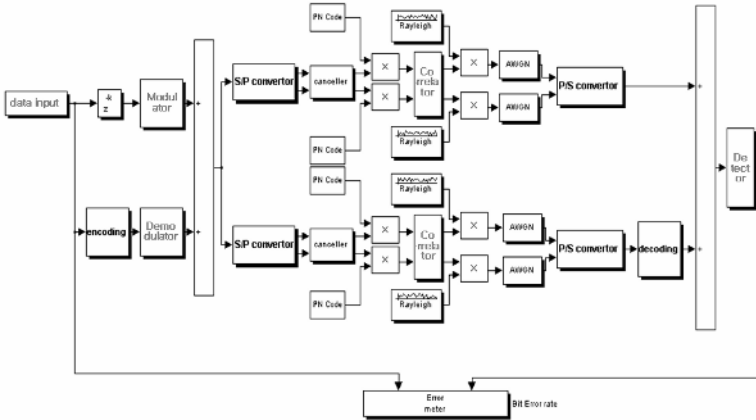 PN Code
Rayleigh
S/P convertor
canceller
×
×
Co
rrela
tor
×
×
AWGN
AWGN
P/S convertor
data input
-k
z
Modul
ator
+
+
PN Code
Rayleigh
PN Code
Rayleigh
encoding
Demo
dulator
+
S/P convertor
canceller
×
×
Co
rrela
tor
×
×
AWGN
AWGN
P/S convertor
decoding
+
De
tect
or
PN Code
Rayleigh
Error
meter
Bit Error rate